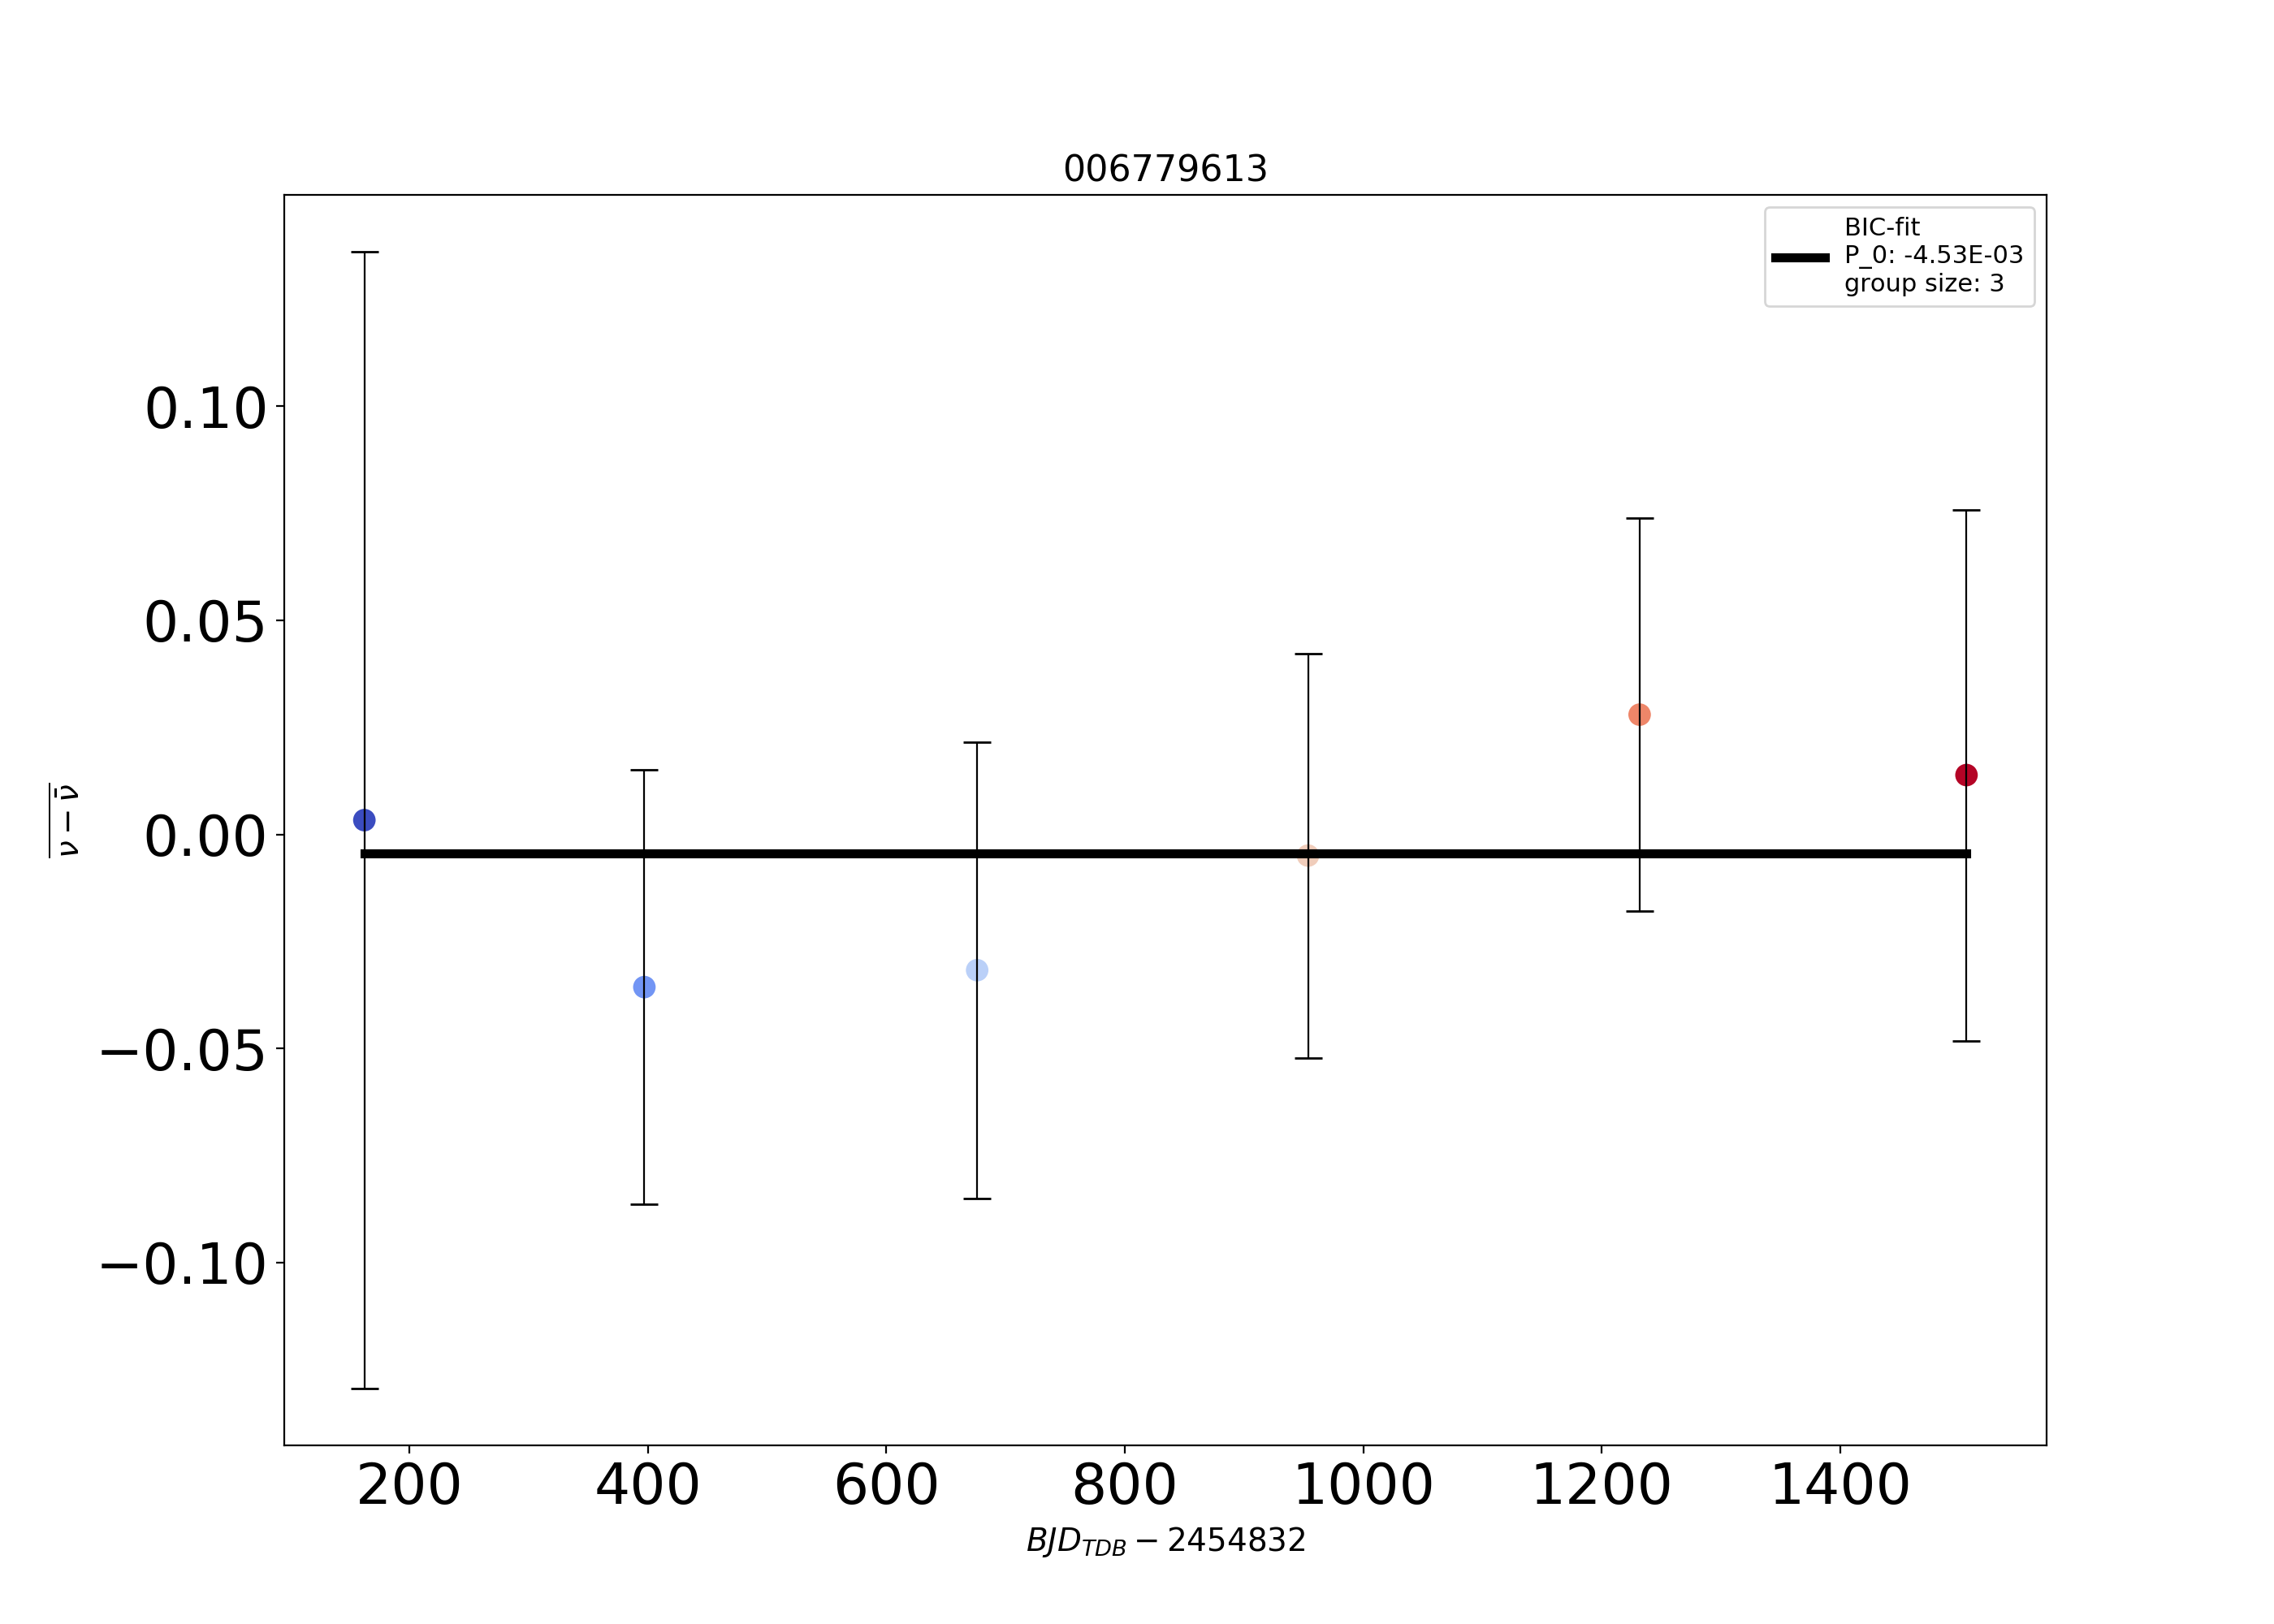 006779613
BIC-fit
P_0: -4.53E-03
group size: 3
0.10
0.05
0.00
−0.05
−0.10
ν − ν̄
200 400 600 800 1000 1200 1400
BJD_TDB − 2454832